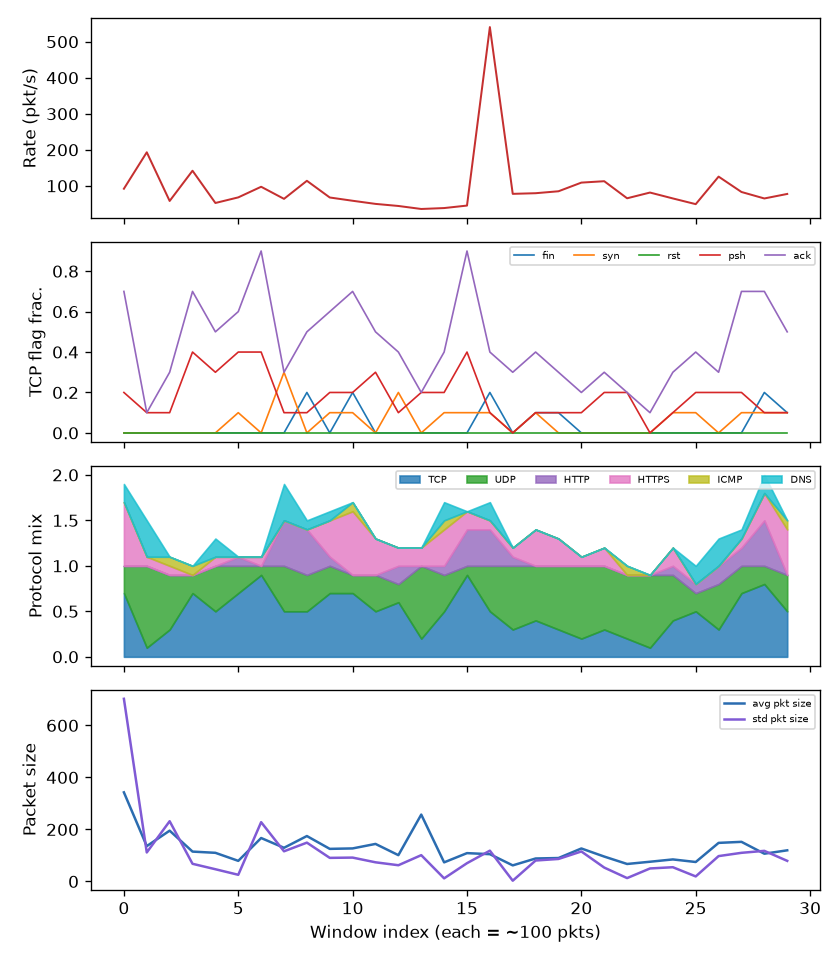 500
400
300
200
100
Rate (pkt/s)
fin syn rst psh ack
0.8
0.6
0.4
0.2
0.0
TCP flag frac.
TCP UDP HTTP HTTPS ICMP DNS
2.0
1.5
1.0
0.5
0.0
Protocol mix
avg pkt size
std pkt size
600
400
200
0
Packet size
0 5 10 15 20 25 30
Window index (each = ~100 pkts)